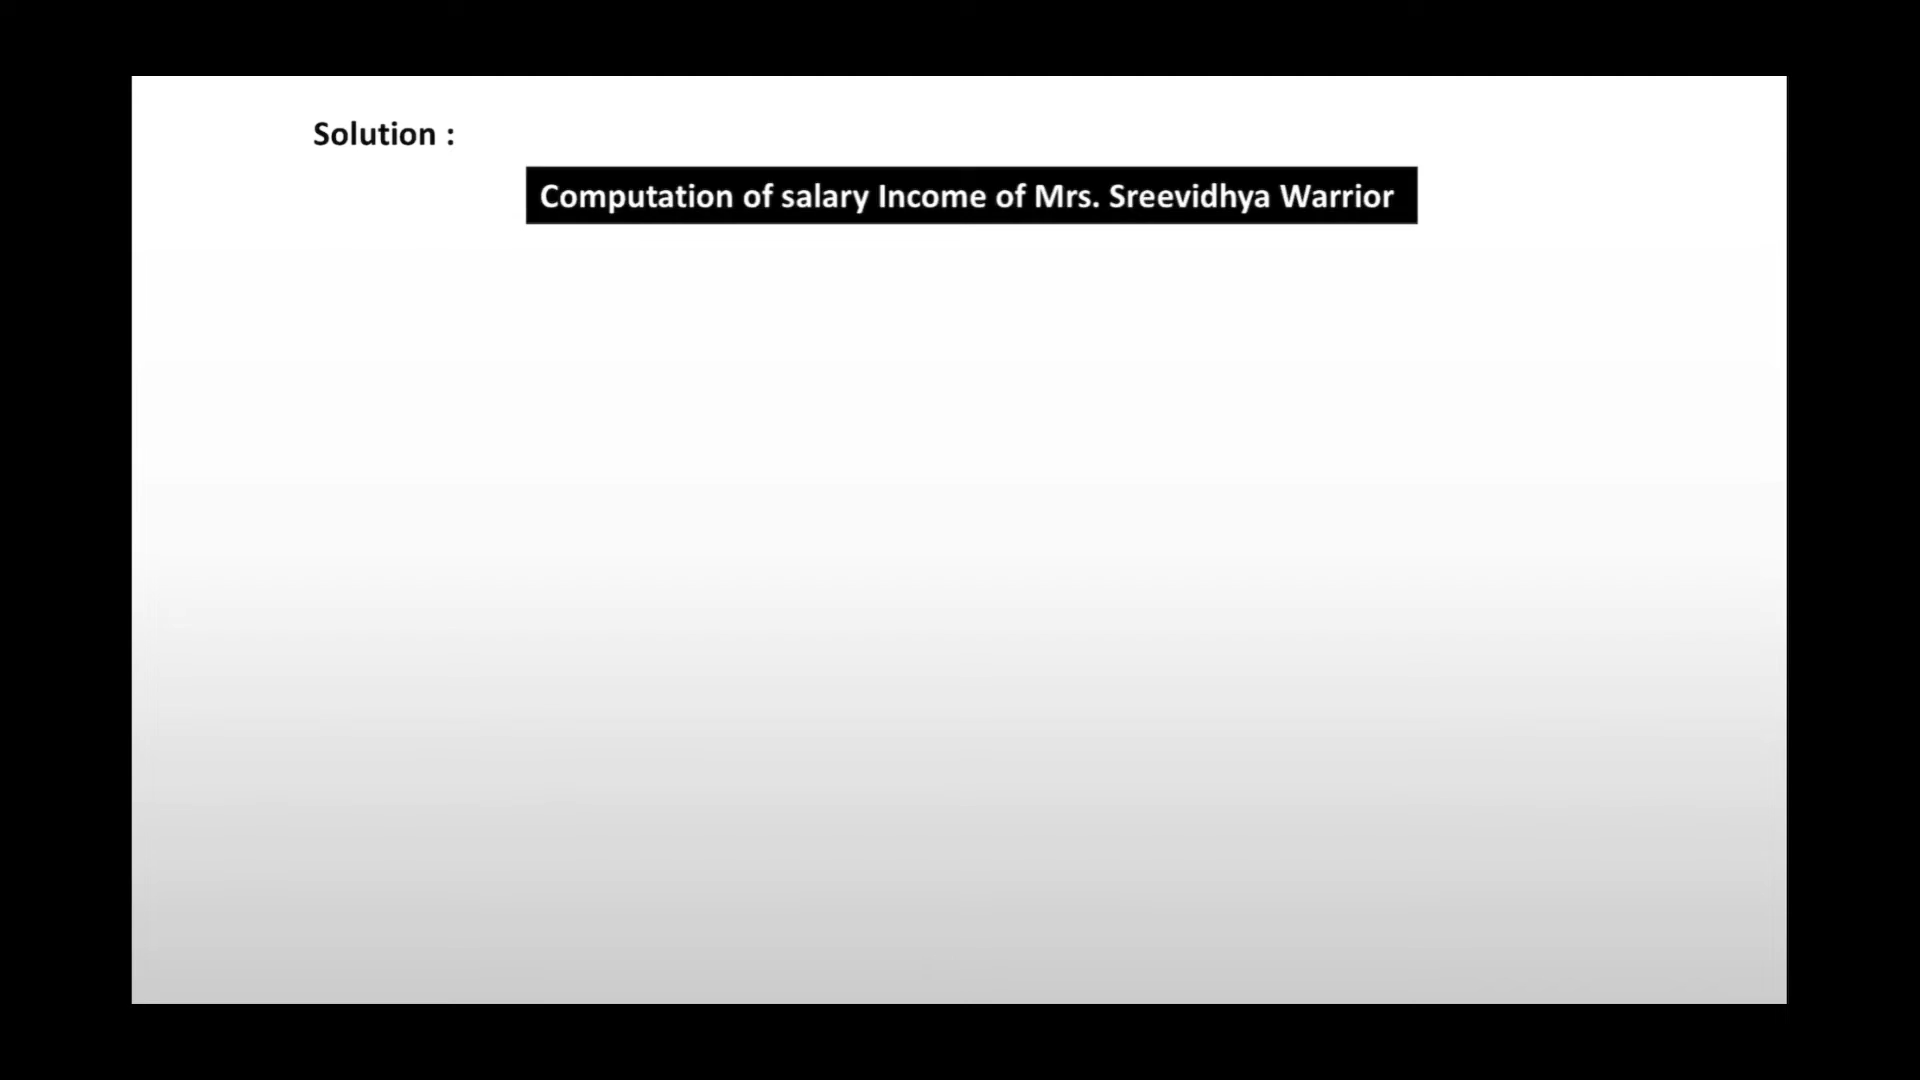 Solution :
Computation of salary Income of Mrs. Sreevidhya Warrior